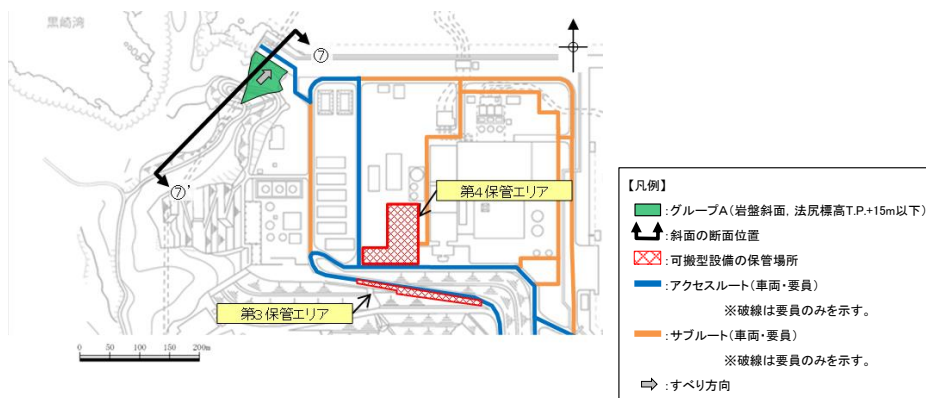 黒崎湾
⑦
⑦'
第4保管エリア
第3保管エリア
0 50 100 150 200m
【凡例】
:グループA(岩盤斜面, 法尻標高T.P.+15m以下)
:斜面の断面位置
:可搬型設備の保管場所
:アクセスルート(車両・要員)
※破線は要員のみを示す。
:サブルート(車両・要員)
※破線は要員のみを示す。
:すべり方向